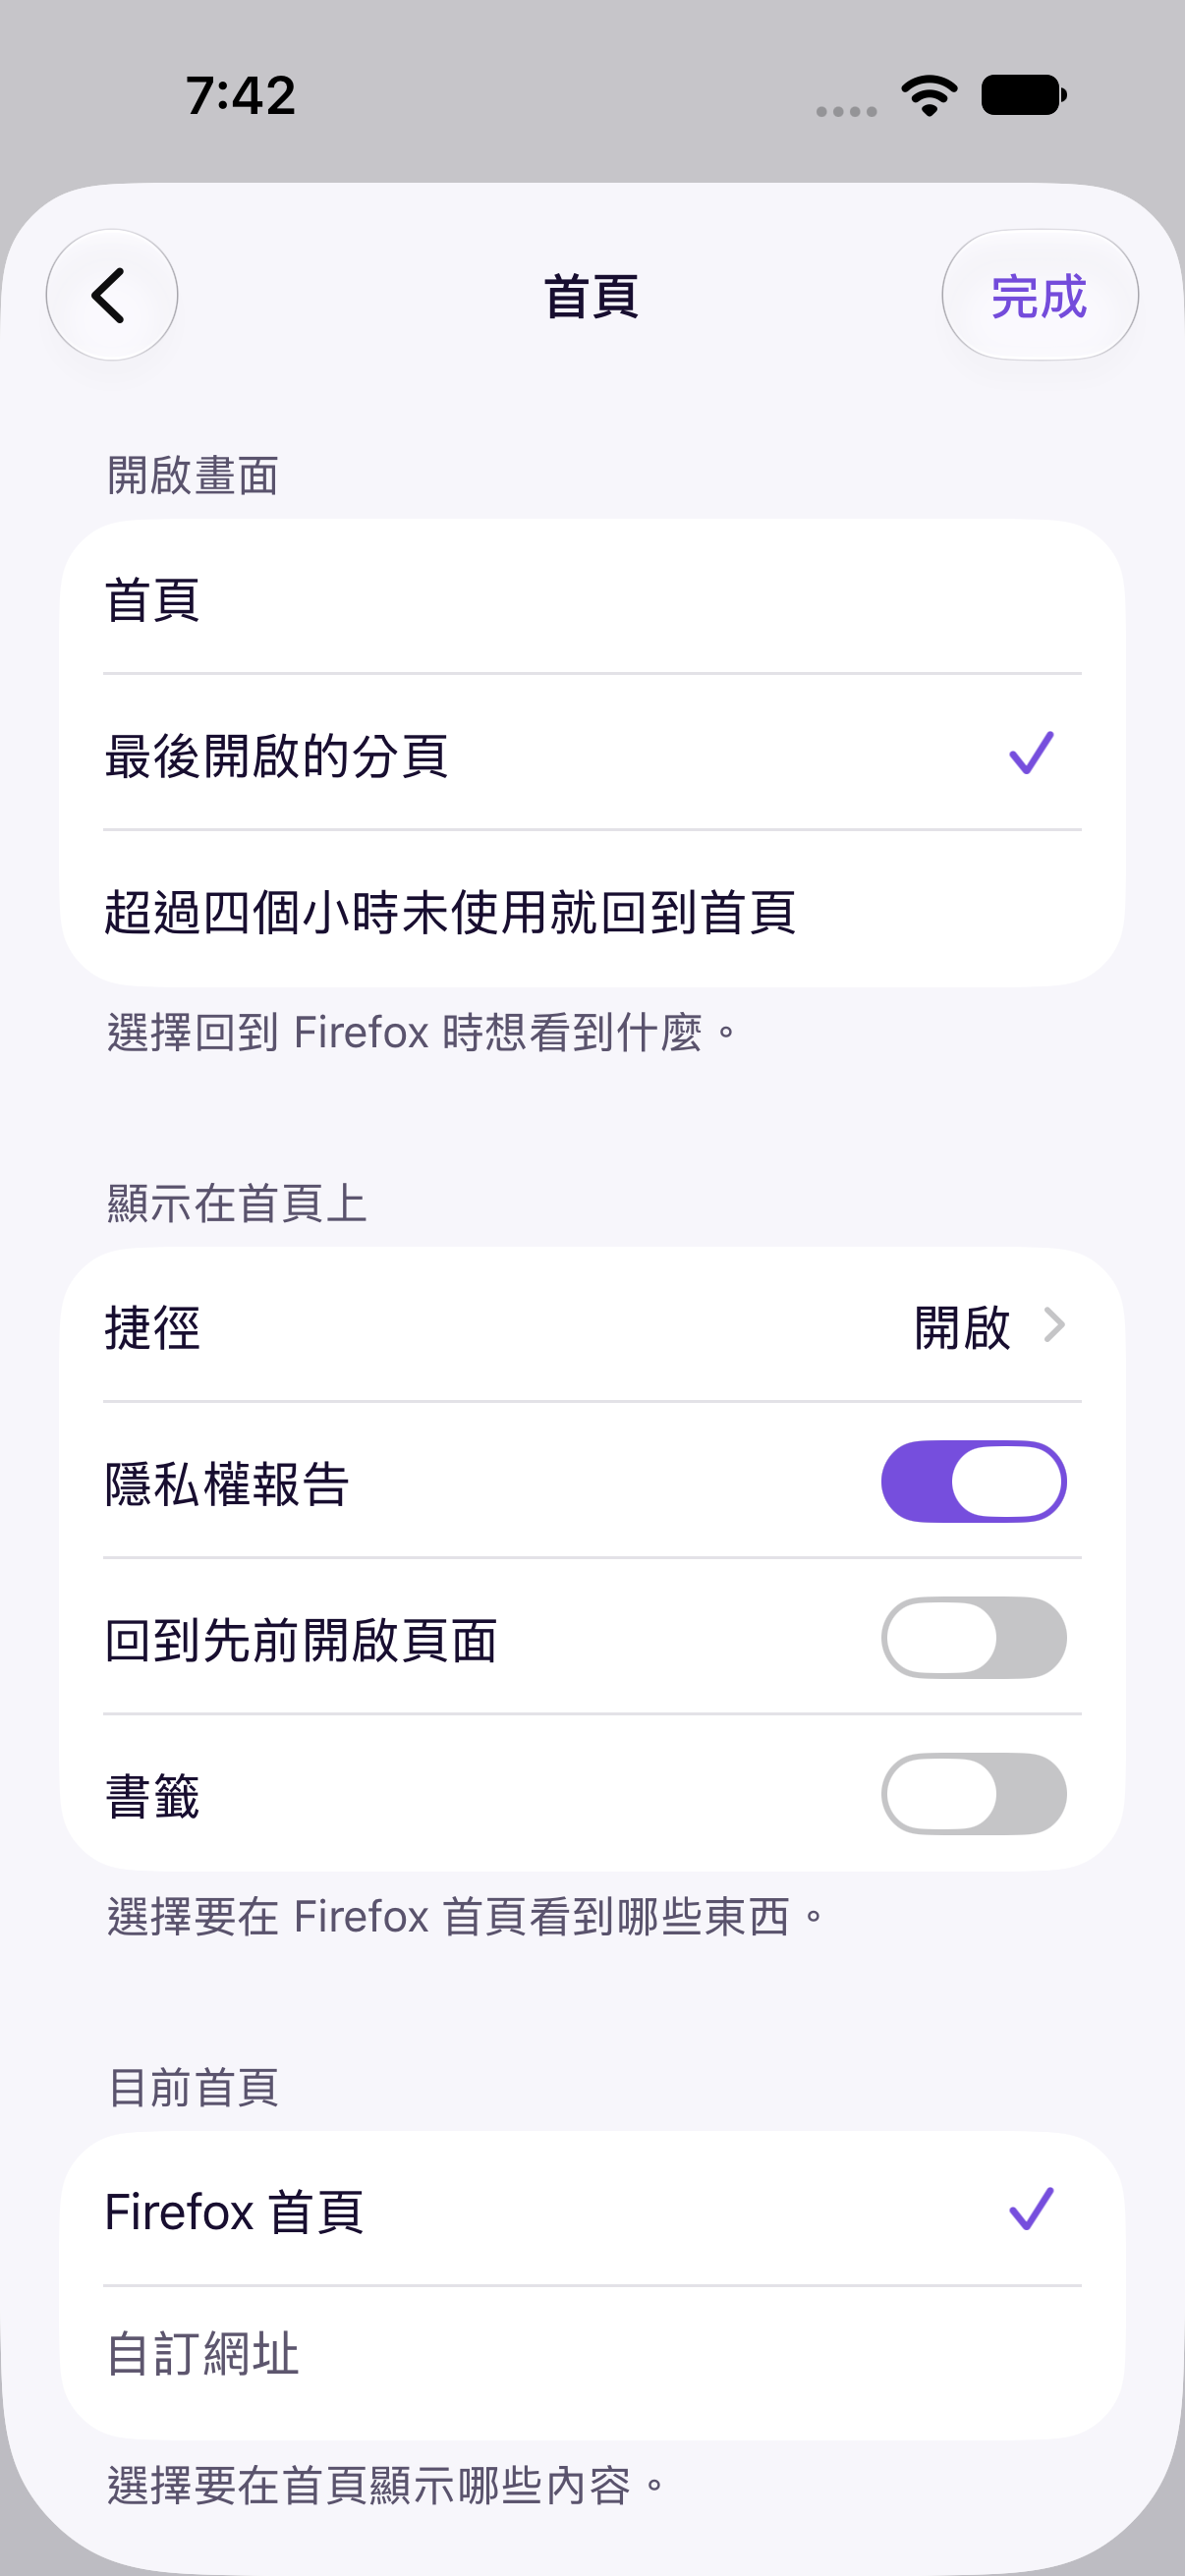 7:42
首頁
完成
開啟畫面
首頁
最後開啟的分頁
超過四個小時未使用就回到首頁
選擇回到 Firefox 時想看到什麼。
顯示在首頁上
捷徑
開啟
隱私權報告
回到先前開啟頁面
書籤
選擇要在 Firefox 首頁看到哪些東西。
目前首頁
Firefox 首頁
自訂網址
選擇要在首頁顯示哪些內容。